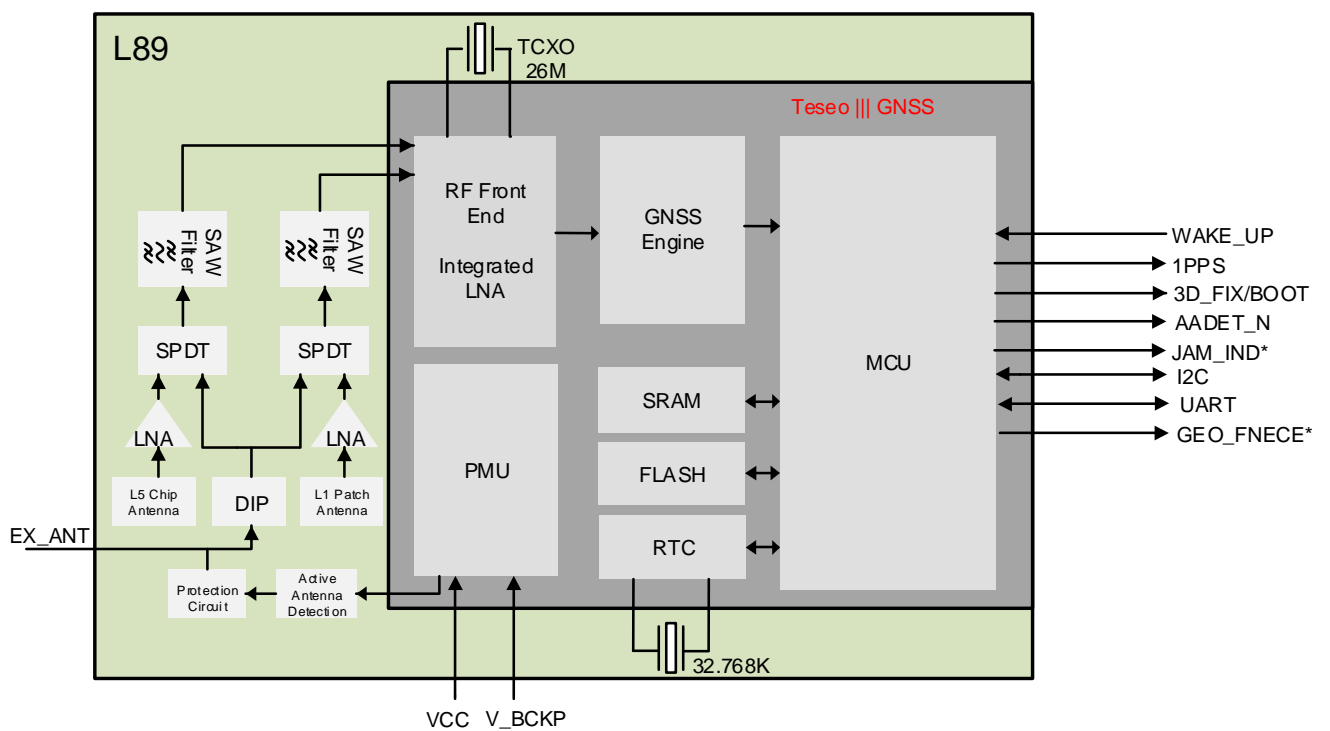 L89
TCXO
26M
Teseo ||| GNSS
RF Front
End
Integrated
LNA
GNSS
Engine
MCU
SAW
Filter
SAW
Filter
SPDT
SPDT
LNA
LNA
L5 Chip
Antenna
DIP
L1 Patch
Antenna
EX_ANT
Protection
Circuit
Active
Antenna
Detection
PMU
SRAM
FLASH
RTC
32.768K
VCC
V_BCKP
WAKE_UP
1PPS
3D_FIX/BOOT
AADET_N
JAM_IND*
I2C
UART
GEO_FNECE*